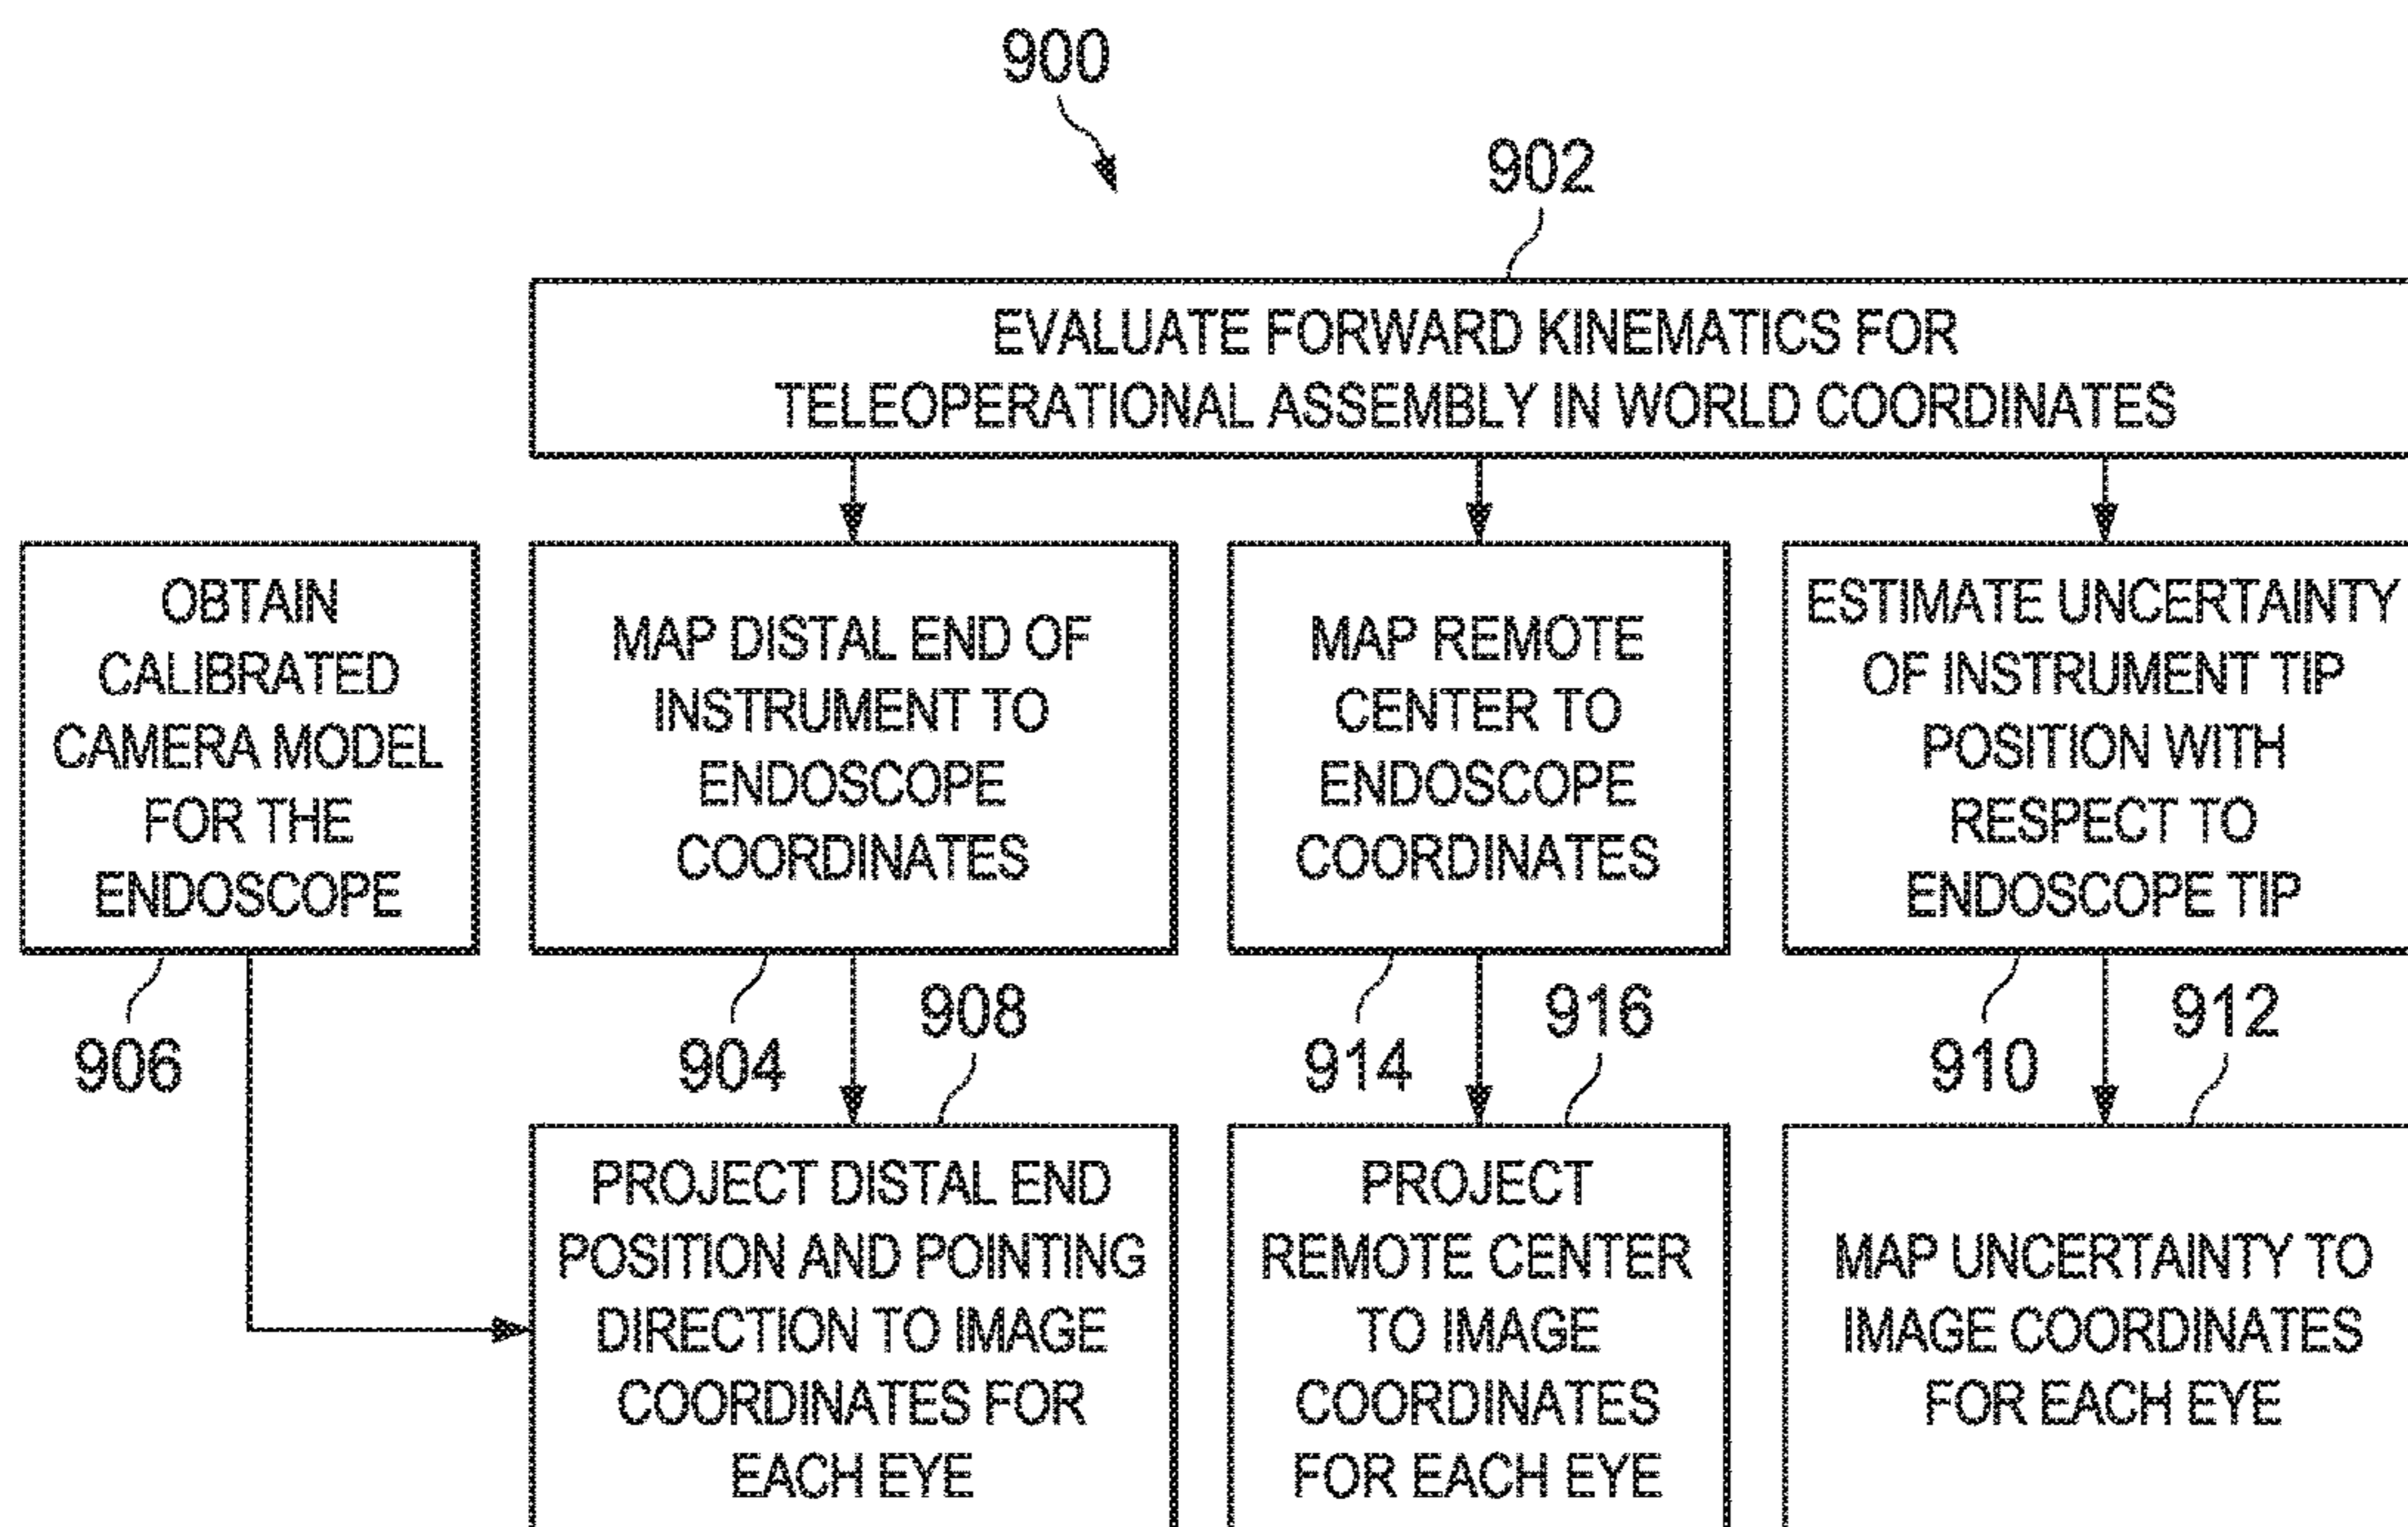 900
902
EVALUATE FORWARD KINEMATICS FOR
TELEOPERATIONAL ASSEMBLY IN WORLD COORDINATES
OBTAIN
CALIBRATED
CAMERA MODEL
FOR THE
ENDOSCOPE
906
MAP DISTAL END OF
INSTRUMENT TO
ENDOSCOPE
COORDINATES
904
MAP REMOTE
CENTER TO
ENDOSCOPE
COORDINATES
914
ESTIMATE UNCERTAINTY
OF INSTRUMENT TIP
POSITION WITH
RESPECT TO
ENDOSCOPE TIP
910
908
PROJECT DISTAL END
POSITION AND POINTING
DIRECTION TO IMAGE
COORDINATES FOR
EACH EYE
916
PROJECT
REMOTE CENTER
TO IMAGE
COORDINATES
FOR EACH EYE
912
MAP UNCERTAINTY TO
IMAGE COORDINATES
FOR EACH EYE